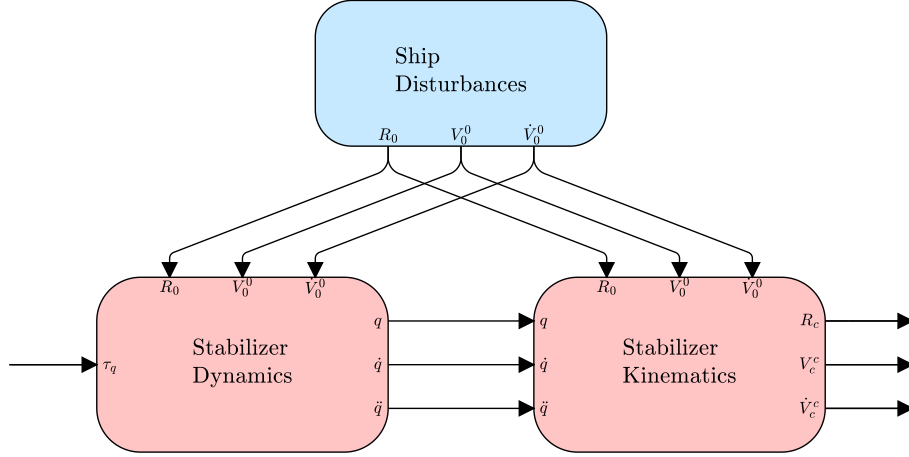 Ship
Disturbances
R_0 V_0^0 \dot{V}_0^0
R_0 V_0^0 \dot{V}_0^0 R_0 V_0^0 \dot{V}_0^0
q q R_c
Stabilizer Stabilizer
τ_q \dot{q} \dot{q} V_c^c
Dynamics Kinematics
\ddot{q} \ddot{q} \dot{V}_c^c